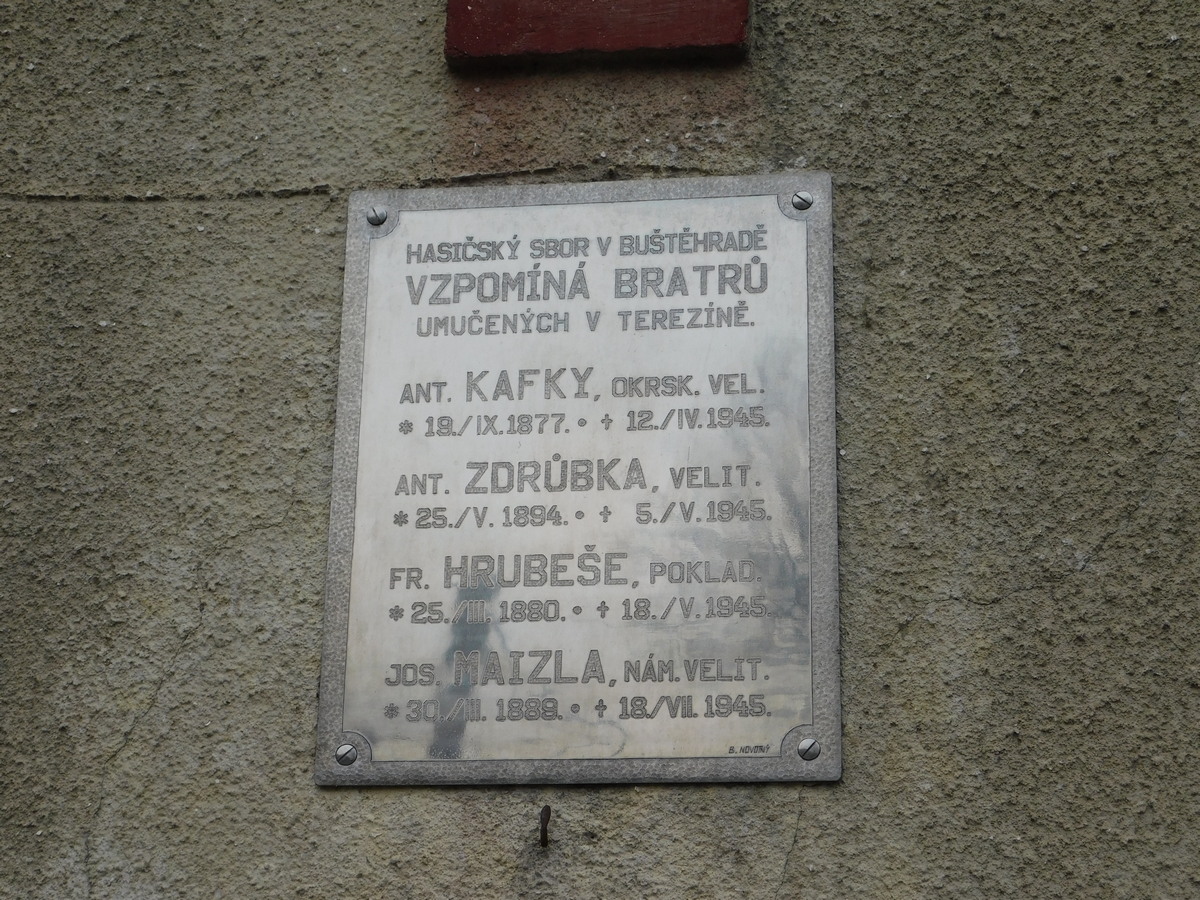 HASIČSKÝ SBOR V BUŠTĚHRADĚ
VZPOMÍNÁ BRATRŮ
UMUČENÝCH V TEREZÍNĚ.
ANT. KAFKY, OKRSK. VEL.
* 19./IX.1877. • † 12./IV.1945.
ANT. ZDRŮBKA, VELIT.
* 25./V. 1894. • † 5./V.1945.
FR. HRUBEŠE, POKLAD.
* 25./III. 1880. • † 18./V.1945.
JOS. MAIZLA, NÁM.VELIT.
* 30./III. 1889. • † 18./VII. 1945.
B. NOVOTNÝ